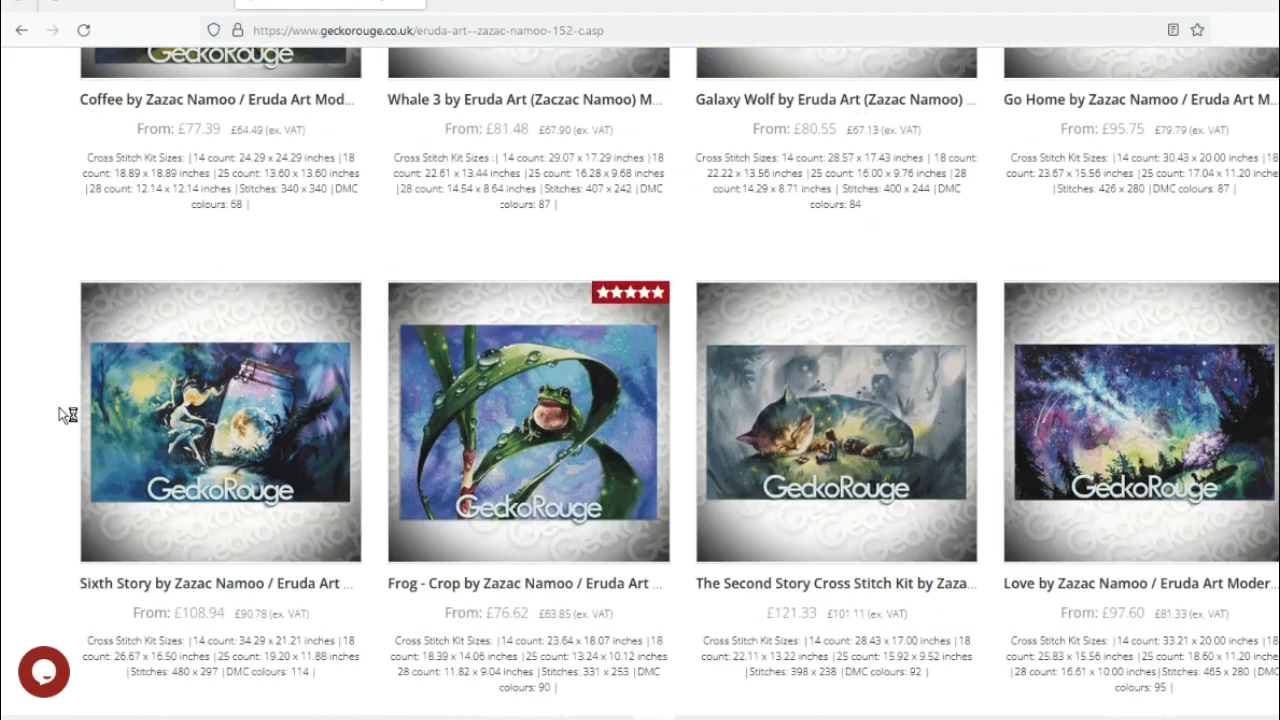 https://www.geckorouge.co.uk/eruda-art--zazac-namoo-152-c.asp
GeckoRouge
Coffee by Zazac Namoo / Eruda Art Mod...
From: £77.39 £64.49 (ex. VAT)
Cross Stitch Kit Sizes: |14 count: 24.29 x 24.29 inches |18
count: 18.89 x 18.89 inches |25 count: 13.60 x 13.60 inches
|28 count: 12.14 x 12.14 inches |Stitches: 340 x 340 |DMC
colours: 68 |
Whale 3 by Eruda Art (Zaczac Namoo) M...
From: £81.48 £67.90 (ex. VAT)
Cross Stitch Kit Sizes :| 14 count: 29.07 x 17.29 inches |18
count: 22.61 x 13.44 inches |25 count: 16.28 x 9.68 inches
|28 count: 14.54 x 8.64 inches |Stitches: 407 x 242 |DMC
colours: 87 |
Galaxy Wolf by Eruda Art (Zazac Namoo) ...
From: £80.55 £67.13 (ex. VAT)
Cross Stitch Kit Sizes: 14 count: 28.57 x 17.43 inches | 18 count:
22.22 x 13.56 inches |25 count: 16.00 x 9.76 inches |28
count:14.29 x 8.71 inches | Stitches: 400 x 244 |DMC
colours: 84
Go Home by Zazac Namoo / Eruda Art M...
From: £95.75 £79.79 (ex. VAT)
Cross Stitch Kit Sizes: |14 count: 30.43 x 20.00 inches |18
count: 23.67 x 15.56 inches |25 count: 17.04 x 11.20 inches
|Stitches: 426 x 280 |DMC colours: 87 |
GeckoRouge
Sixth Story by Zazac Namoo / Eruda Art ...
From: £108.94 £90.78 (ex. VAT)
Cross Stitch Kit Sizes: |14 count: 34.29 x 21.21 inches |18
count: 26.67 x 16.50 inches |25 count: 19.20 x 11.88 inches
|Stitches: 480 x 297 |DMC colours: 114 |
GeckoRouge
Frog - Crop by Zazac Namoo / Eruda Art ...
From: £76.62 £63.85 (ex. VAT)
Cross Stitch Kit Sizes: |14 count: 23.64 x 18.07 inches |18
count: 18.39 x 14.06 inches |25 count: 13.24 x 10.12 inches
28 count: 11.82 x 9.04 inches |Stitches: 331 x 253 |DMC
colours: 90 |
GeckoRouge
The Second Story Cross Stitch Kit by Zaza...
£121.33 £101.11 (ex. VAT)
Cross Stitch Kit Sizes: |14 count: 28.43 x 17.00 inches |18
count: 22.11 x 13.22 inches |25 count: 15.92 x 9.52 inches
|Stitches: 398 x 238 |DMC colours: 92 |
GeckoRouge
Love by Zazac Namoo / Eruda Art Moder...
From: £97.60 £81.33 (ex. VAT)
Cross Stitch Kit Sizes: |14 count: 33.21 x 20.00 inches |18
count: 25.83 x 15.56 inches |25 count: 18.60 x 11.20 inches
|28 count: 16.61 x 10.00 inches|Stitches: 465 x 280 |DMC
colours: 95 |